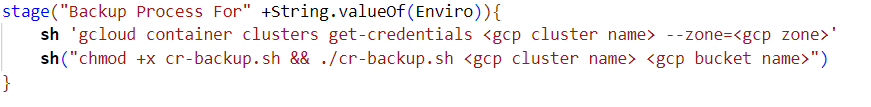 stage("Backup Process For" +String.valueOf(Enviro)){
sh 'gcloud container clusters get-credentials <gcp cluster name> --zone=<gcp zone>'
sh("chmod +x cr-backup.sh && ./cr-backup.sh <gcp cluster name> <gcp bucket name>")
}